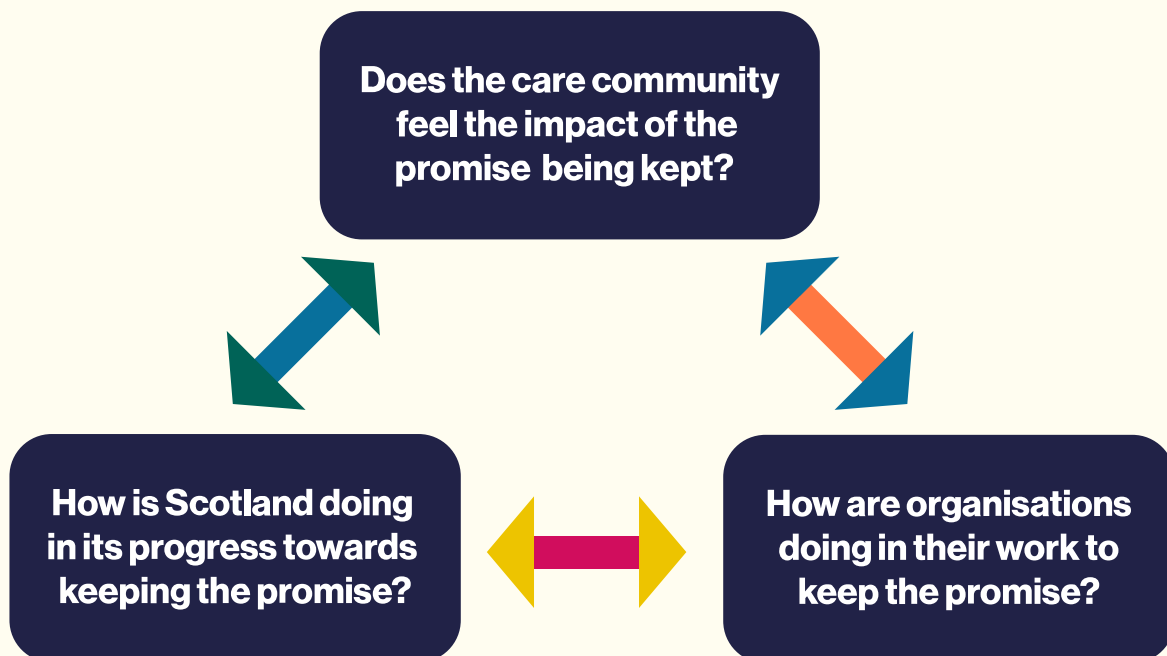 Does the care community
feel the impact of the
promise being kept?
How is Scotland doing
in its progress towards
keeping the promise?
How are organisations
doing in their work to
keep the promise?